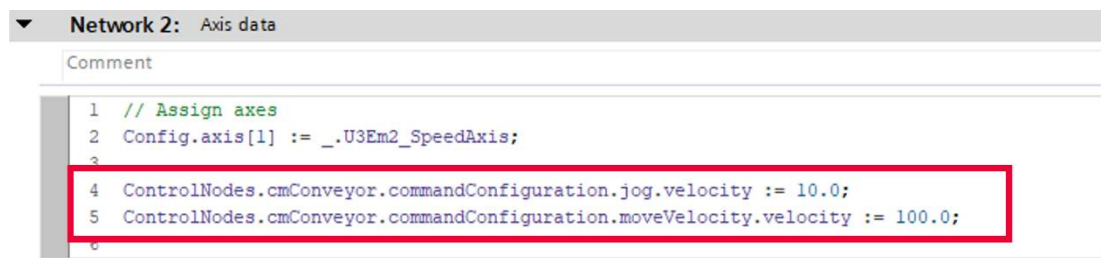 Network 2: Axis data
Comment
1 // Assign axes
2 Config.axis[1] := _.U3Em2_SpeedAxis;
3
4 ControlNodes.cmConveyor.commandConfiguration.jog.velocity := 10.0;
5 ControlNodes.cmConveyor.commandConfiguration.moveVelocity.velocity := 100.0;
6